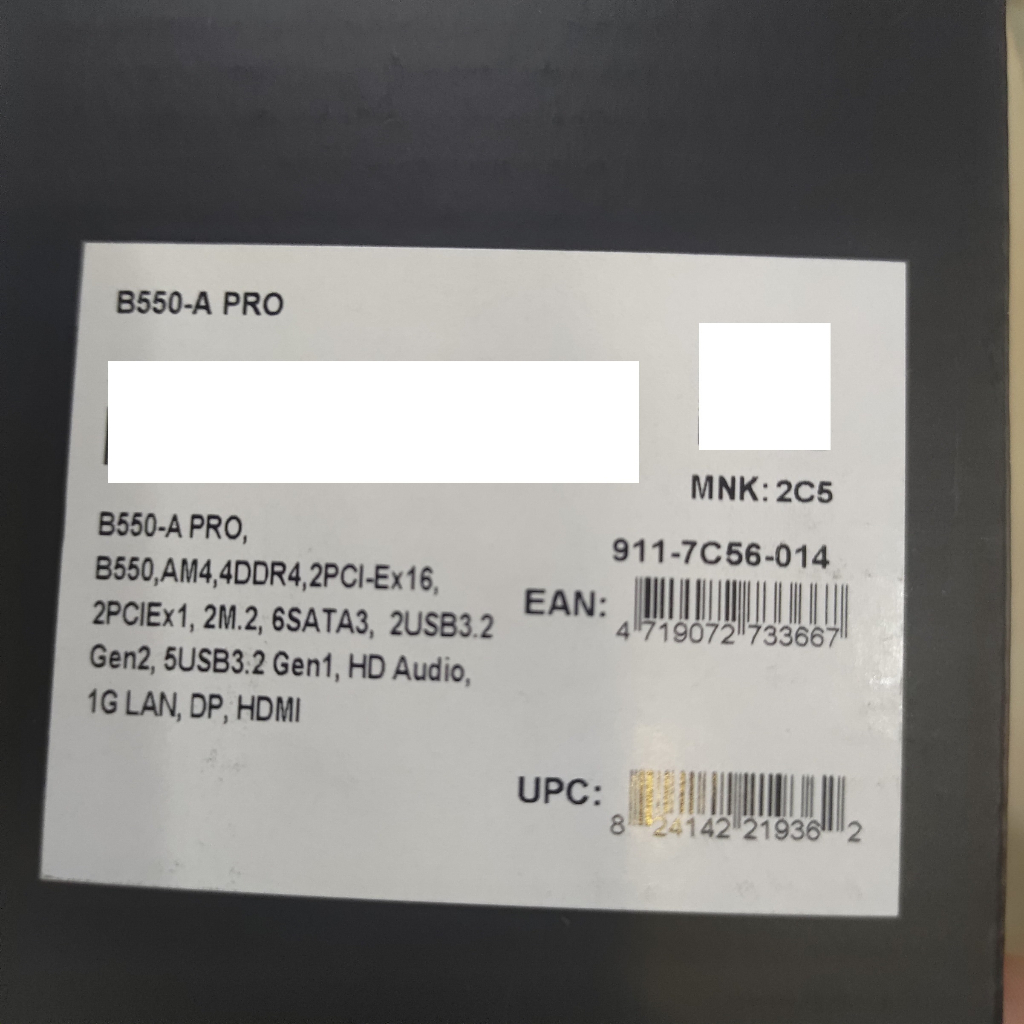 B550-A PRO
MNK: 2C5
B550-A PRO,
B550,AM4,4DDR4,2PCI-Ex16,
2PCIEx1, 2M.2, 6SATA3, 2USB3.2
Gen2, 5USB3.2 Gen1, HD Audio,
1G LAN, DP, HDMI
911-7C56-014
EAN:
4 719072 733667
UPC:
8 24142 21936 2